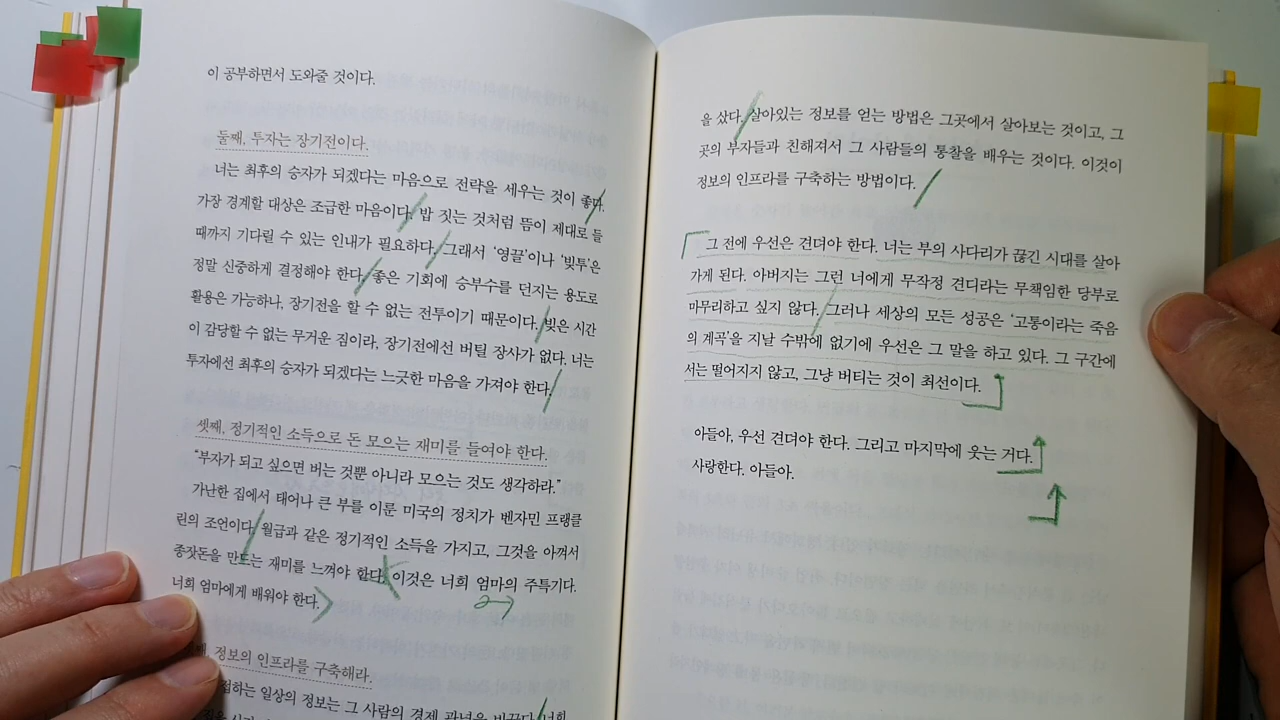 이 공부하면서 도와줄 것이다.
둘째, 투자는 장기전이다.
너는 최후의 승자가 되겠다는 마음으로 전략을 세우는 것이 좋다.
가장 경계할 대상은 조급한 마음이다. 밥 짓는 것처럼 뜸이 제대로 들
때까지 기다릴 수 있는 인내가 필요하다. 그래서 '영끌'이나 '빚투'은
정말 신중하게 결정해야 한다. 좋은 기회에 승부수를 던지는 용도로
활용은 가능하나, 장기전을 할 수 없는 전투이기 때문이다. 빚은 시간
이 감당할 수 없는 무거운 짐이라, 장기전에선 버틸 장사가 없다. 너는
투자에선 최후의 승자가 되겠다는 느긋한 마음을 가져야 한다.
셋째, 정기적인 소득으로 돈 모으는 재미를 들여야 한다.
"부자가 되고 싶으면 버는 것뿐 아니라 모으는 것도 생각하라."
가난한 집에서 태어나 큰 부를 이룬 미국의 정치가 벤자민 프랭클
린의 조언이다. 월급과 같은 정기적인 소득을 가지고, 그것을 아껴서
종잣돈을 만드는 재미를 느껴야 한다. 이것은 너희 엄마의 주특기다.
너희 엄마에게 배워야 한다.
정보의 인프라를 구축해라.
접하는 일상의 정보는 그 사람의 경제 관념을 바꾼다. 너희
을 샀다. 살아있는 정보를 얻는 방법은 그곳에서 살아보는 것이고, 그
곳의 부자들과 친해져서 그 사람들의 통찰을 배우는 것이다. 이것이
정보의 인프라를 구축하는 방법이다.
그 전에 우선은 견뎌야 한다. 너는 부의 사다리가 끊긴 시대를 살아
가게 된다. 아버지는 그런 너에게 무작정 견디라는 무책임한 당부로
마무리하고 싶지 않다. 그러나 세상의 모든 성공은 '고통이라는 죽음
의 계곡'을 지날 수밖에 없기에 우선은 그 말을 하고 있다. 그 구간에
서는 떨어지지 않고, 그냥 버티는 것이 최선이다.
아들아, 우선 견뎌야 한다. 그리고 마지막에 웃는 거다.
사랑한다. 아들아.